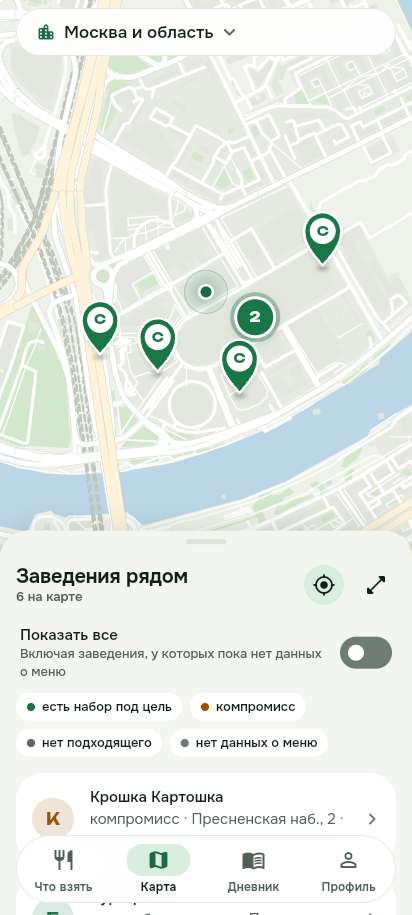 Москва и область
С
2
С
С
С
Заведения рядом
6 на карте
Показать все
Включая заведения, у которых пока нет данных
о меню
есть набор под цель
компромисс
нет подходящего
нет данных о меню
К
Крошка Картошка
компромисс · Пресненская наб., 2 ·
Что взять
Карта
Дневник
Профиль